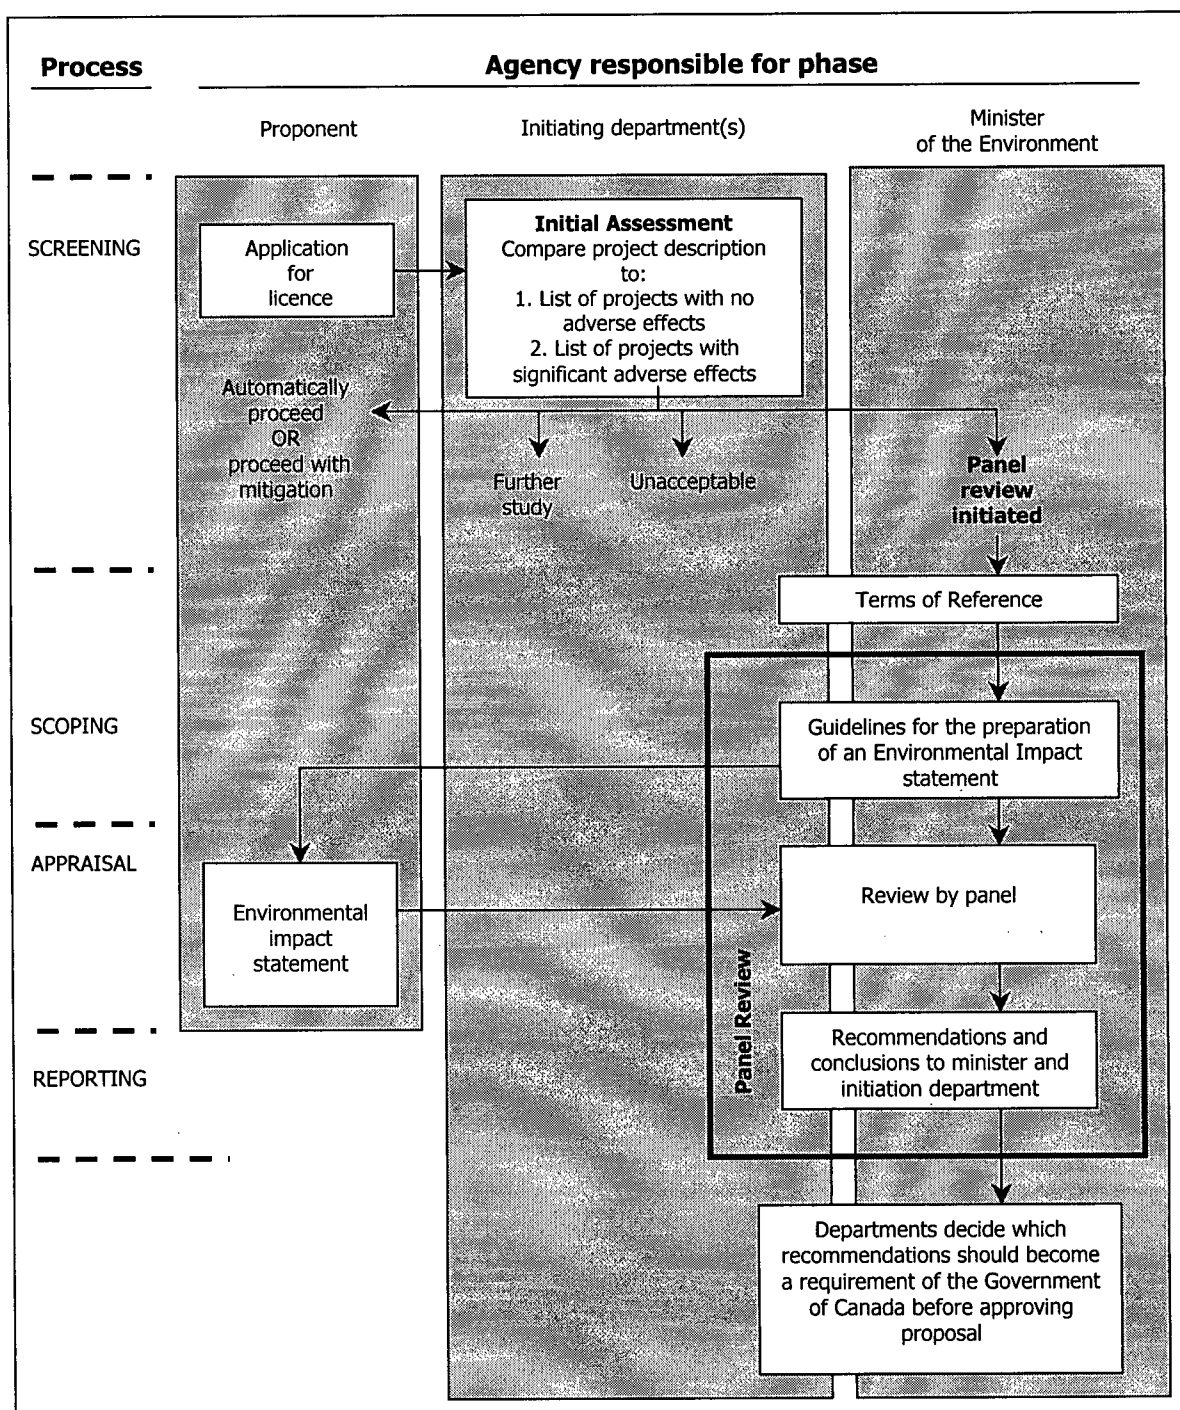 Process
Agency responsible for phase
Proponent
Initiating department(s)
Minister
of the Environment
SCREENING
Application
for
licence
Initial Assessment
Compare project description
to:
1. List of projects with no
adverse effects
2. List of projects with
significant adverse effects
Automatically
proceed
OR
proceed with
mitigation
Further
study
Unacceptable
Panel
review
initiated
Terms of Reference
SCOPING
Guidelines for the preparation
of an Environmental Impact
statement
APPRAISAL
Environmental
impact
statement
Review by panel
Panel Review
REPORTING
Recommendations and
conclusions to minister and
initiation department
Departments decide which
recommendations should become
a requirement of the Government
of Canada before approving
proposal